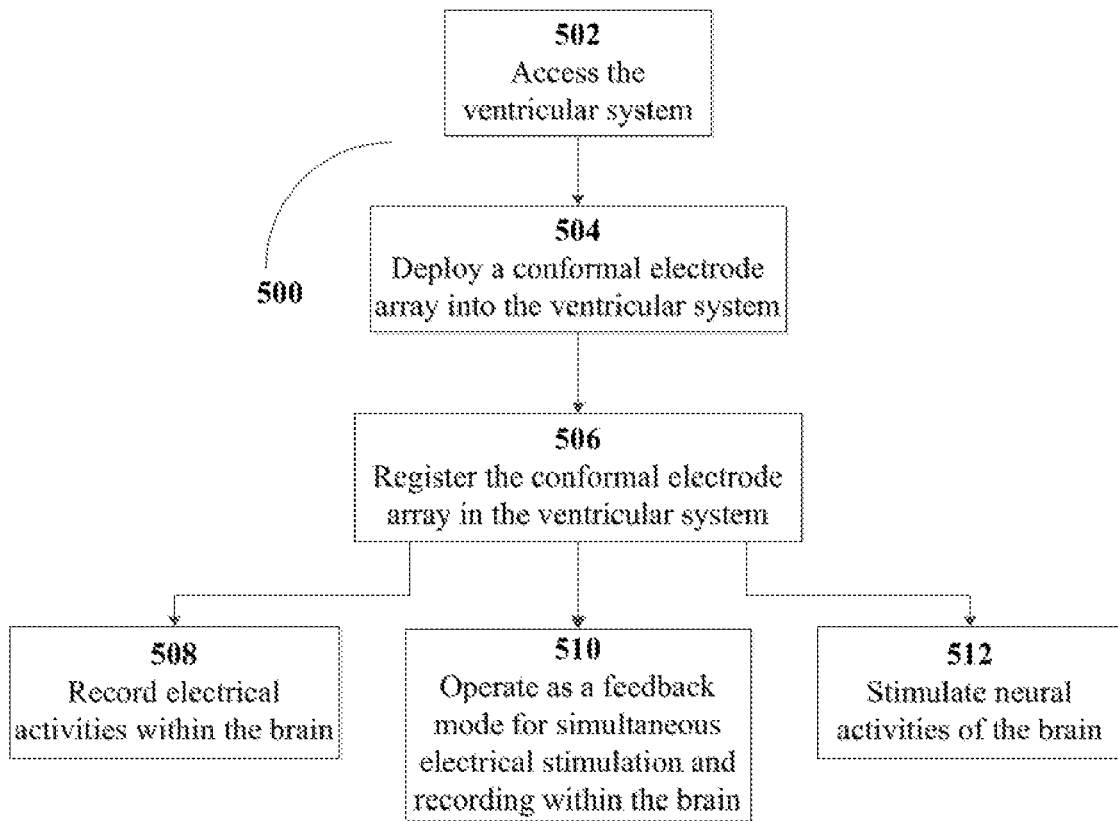 502
Access the
ventricular system
504
Deploy a conformal electrode
array into the ventricular system
500
506
Register the conformal electrode
array in the ventricular system
508
Record electrical
activities within the brain
510
Operate as a feedback
mode for simultaneous
electrical stimulation and
recording within the brain
512
Stimulate neural
activities of the brain